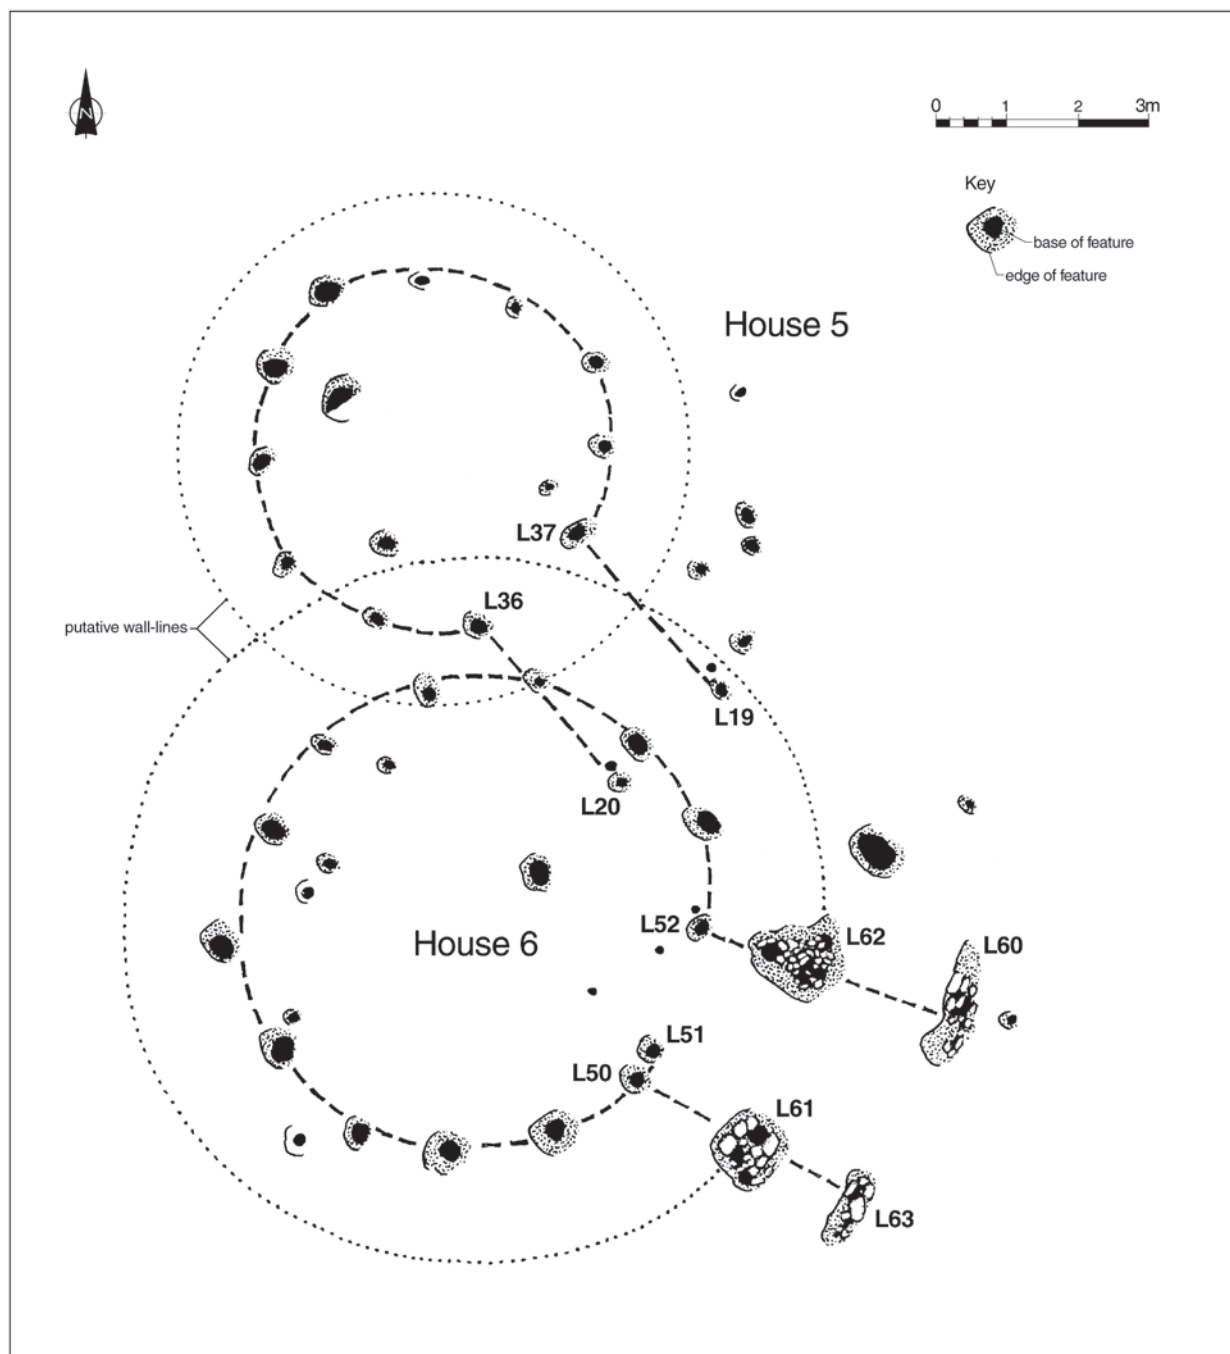 N
0 1 2 3m
Key
base of feature
edge of feature
House 5
L37
L36
putative wall-lines
L19
L20
L52
L62
L60
House 6
L51
L50
L61
L63